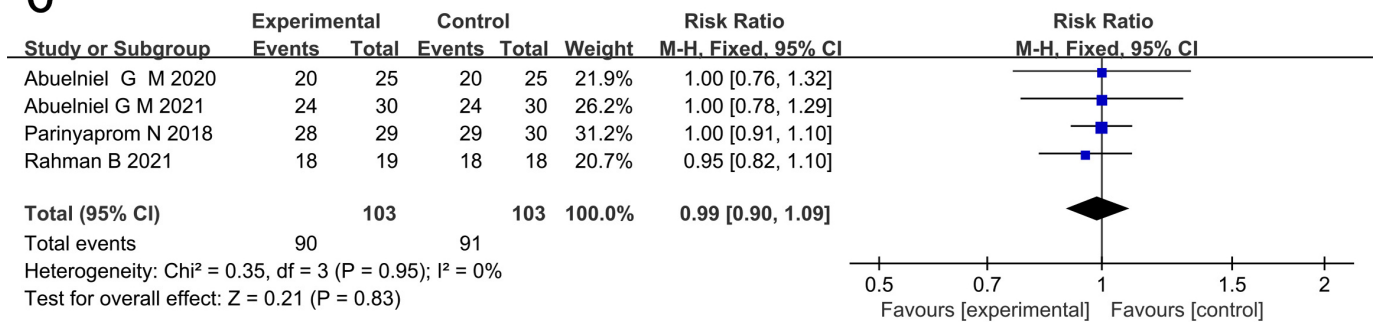 Experimental Control Risk Ratio Risk Ratio
Study or Subgroup Events Total Events Total Weight M-H, Fixed, 95% CI M-H, Fixed, 95% CI
Abuelniel G M 2020 20 25 20 25 21.9% 1.00 [0.76, 1.32]
Abuelniel G M 2021 24 30 24 30 26.2% 1.00 [0.78, 1.29]
Parinyaprom N 2018 28 29 29 30 31.2% 1.00 [0.91, 1.10]
Rahman B 2021 18 19 18 18 20.7% 0.95 [0.82, 1.10]
Total (95% CI) 103 103 100.0% 0.99 [0.90, 1.09]
Total events 90 91
Heterogeneity: Chi² = 0.35, df = 3 (P = 0.95); I² = 0%
Test for overall effect: Z = 0.21 (P = 0.83)
0.5 0.7 1 1.5 2
Favours [experimental] Favours [control]